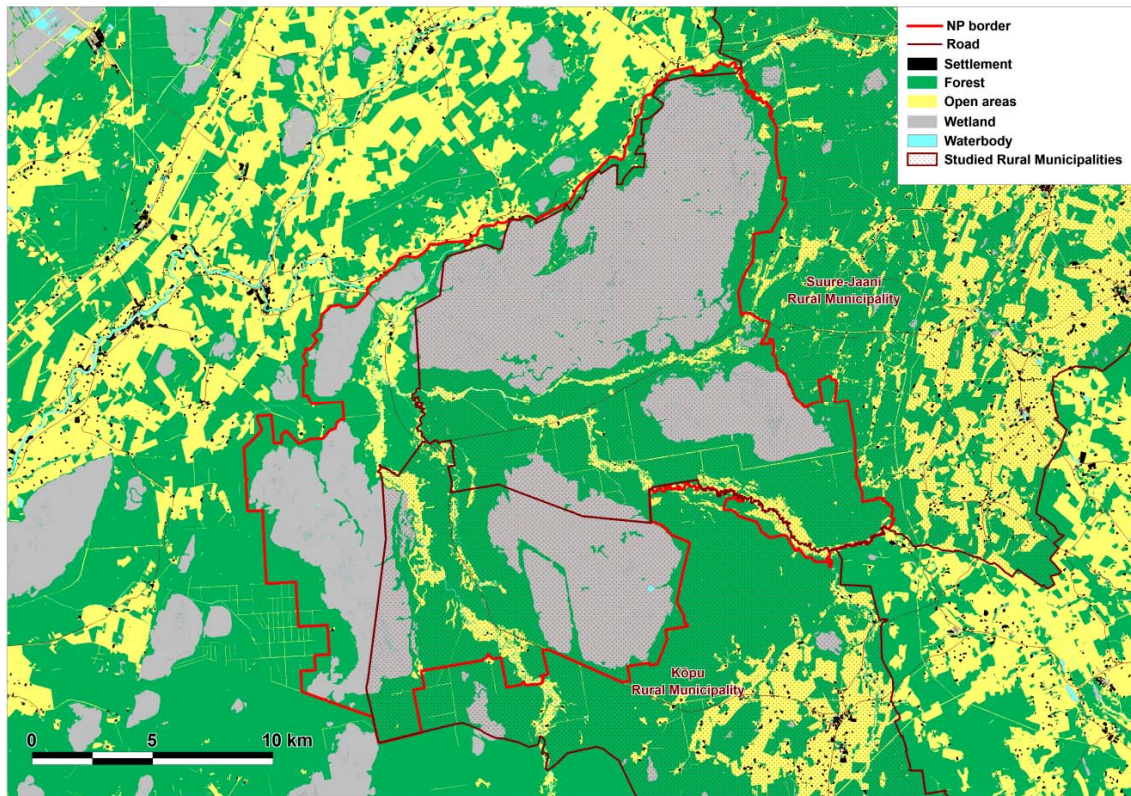 NP border
Road
Settlement
Forest
Open areas
Wetland
Waterbody
Studied Rural Municipalities
Suure-Jaani
Rural Municipality
Kõpu
Rural Municipality
0 5 10 km